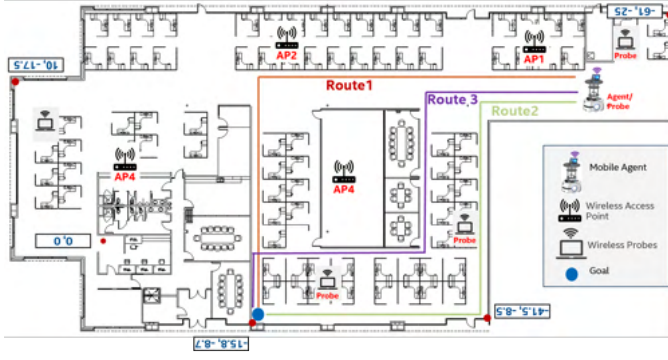 -61, -25
10, -17.5
AP2
AP1
Probe
Route1
Route 3
Route2
Agent/
Probe
AP4
AP4
Probe
0,0
Probe
-41.5, -8.5
-15.8, -8.7
Mobile Agent
Wireless Access
Point
Wireless Probes
Goal